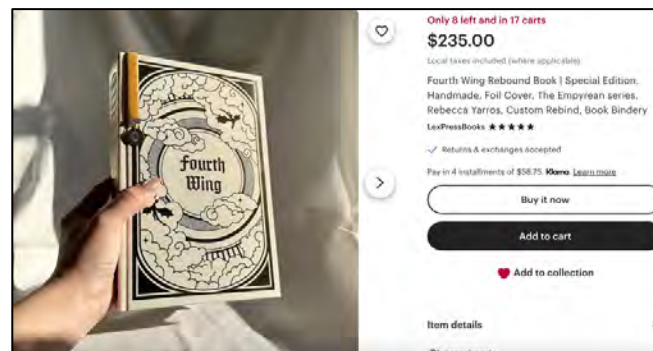 Fourth
Wing
Only 8 left and in 17 carts
$235.00
Local taxes included (where applicable)
Fourth Wing Rebound Book | Special Edition,
Handmade, Foil Cover, The Empyrean series,
Rebecca Yarros, Custom Rebind, Book Bindery
LexPressBooks ★★★★★
Returns & exchanges accepted
Pay in 4 installments of $58.75. Klarna. Learn more
Buy it now
Add to cart
Add to collection
Item details